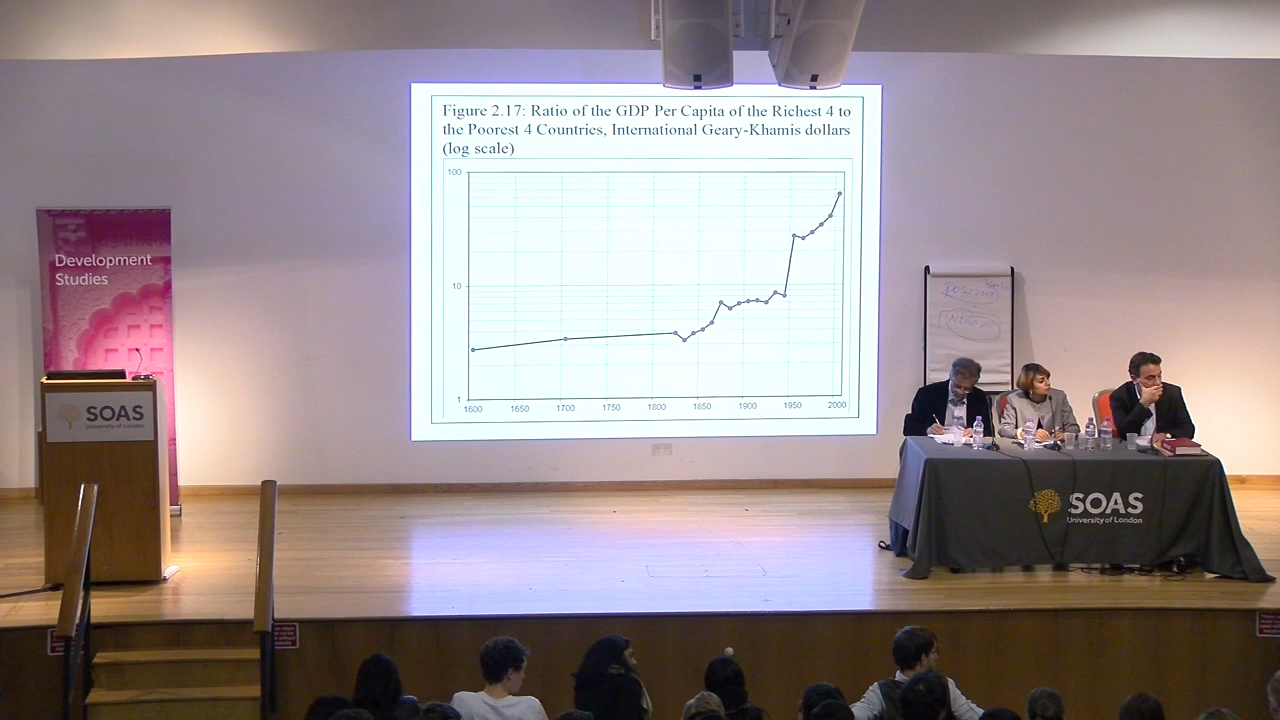 Figure 2.17: Ratio of the GDP Per Capita of the Richest 4 to
the Poorest 4 Countries, International Geary-Khamis dollars
(log scale)
100
10
1
1600 1650 1700 1750 1800 1850 1900 1950 2000
Development
Studies
SOAS
University of London
SOAS
University of London